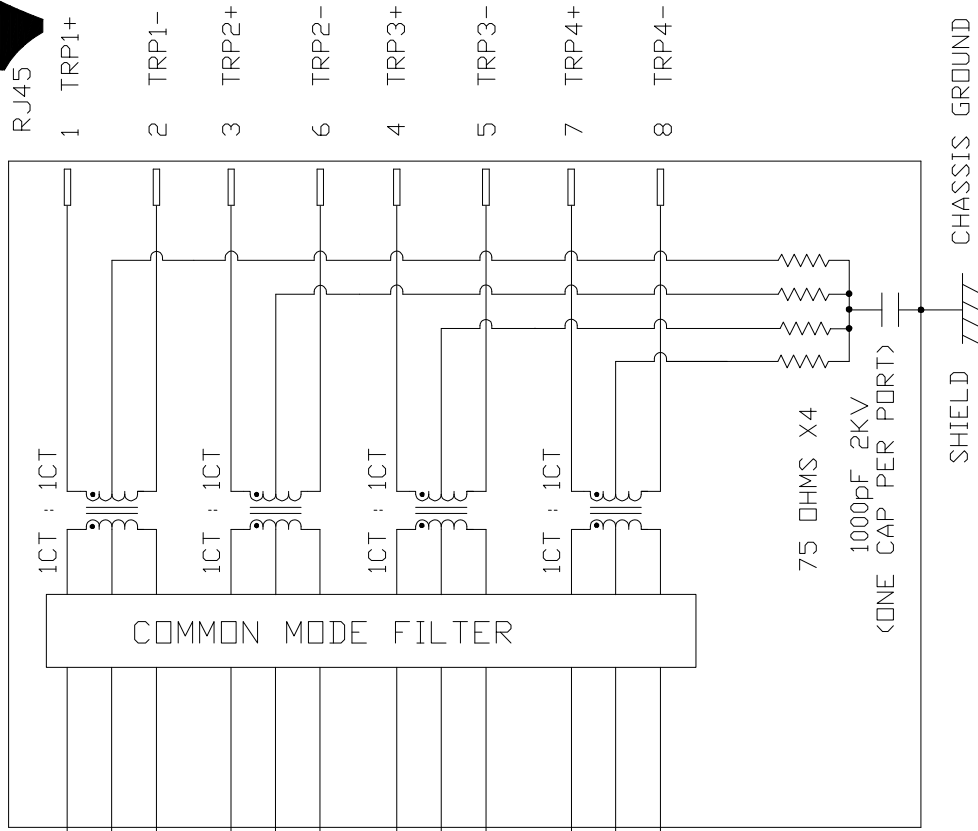 RJ45
1 TRP1+
2 TRP1-
3 TRP2+
6 TRP2-
4 TRP3+
5 TRP3-
7 TRP4+
8 TRP4-
1CT : 1CT
1CT : 1CT
1CT : 1CT
1CT : 1CT
COMMON MODE FILTER
75 OHMS X4
1000pF 2KV
(ONE CAP PER PORT)
SHIELD CHASSIS GROUND